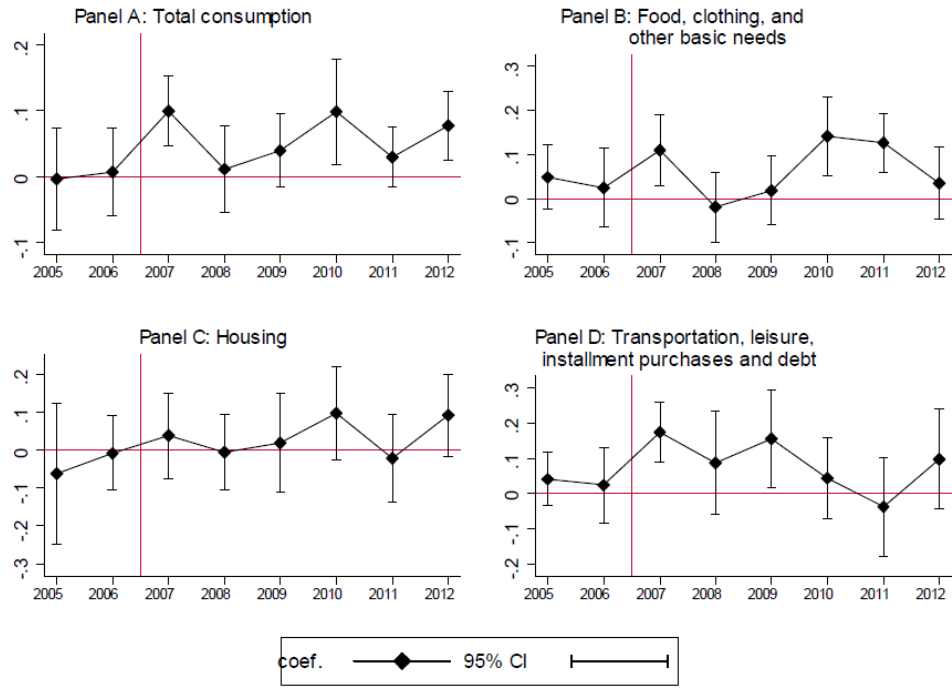 Panel A: Total consumption
.2
.1
0
-.1
2005 2006 2007 2008 2009 2010 2011 2012
Panel B: Food, clothing, and
other basic needs
.3
.2
.1
0
-.1
2005 2006 2007 2008 2009 2010 2011 2012
Panel C: Housing
.2
.1
0
-.1
-.2
-.3
2005 2006 2007 2008 2009 2010 2011 2012
Panel D: Transportation, leisure,
installment purchases and debt
.3
.2
.1
0
-.1
-.2
2005 2006 2007 2008 2009 2010 2011 2012
coef. 95% CI